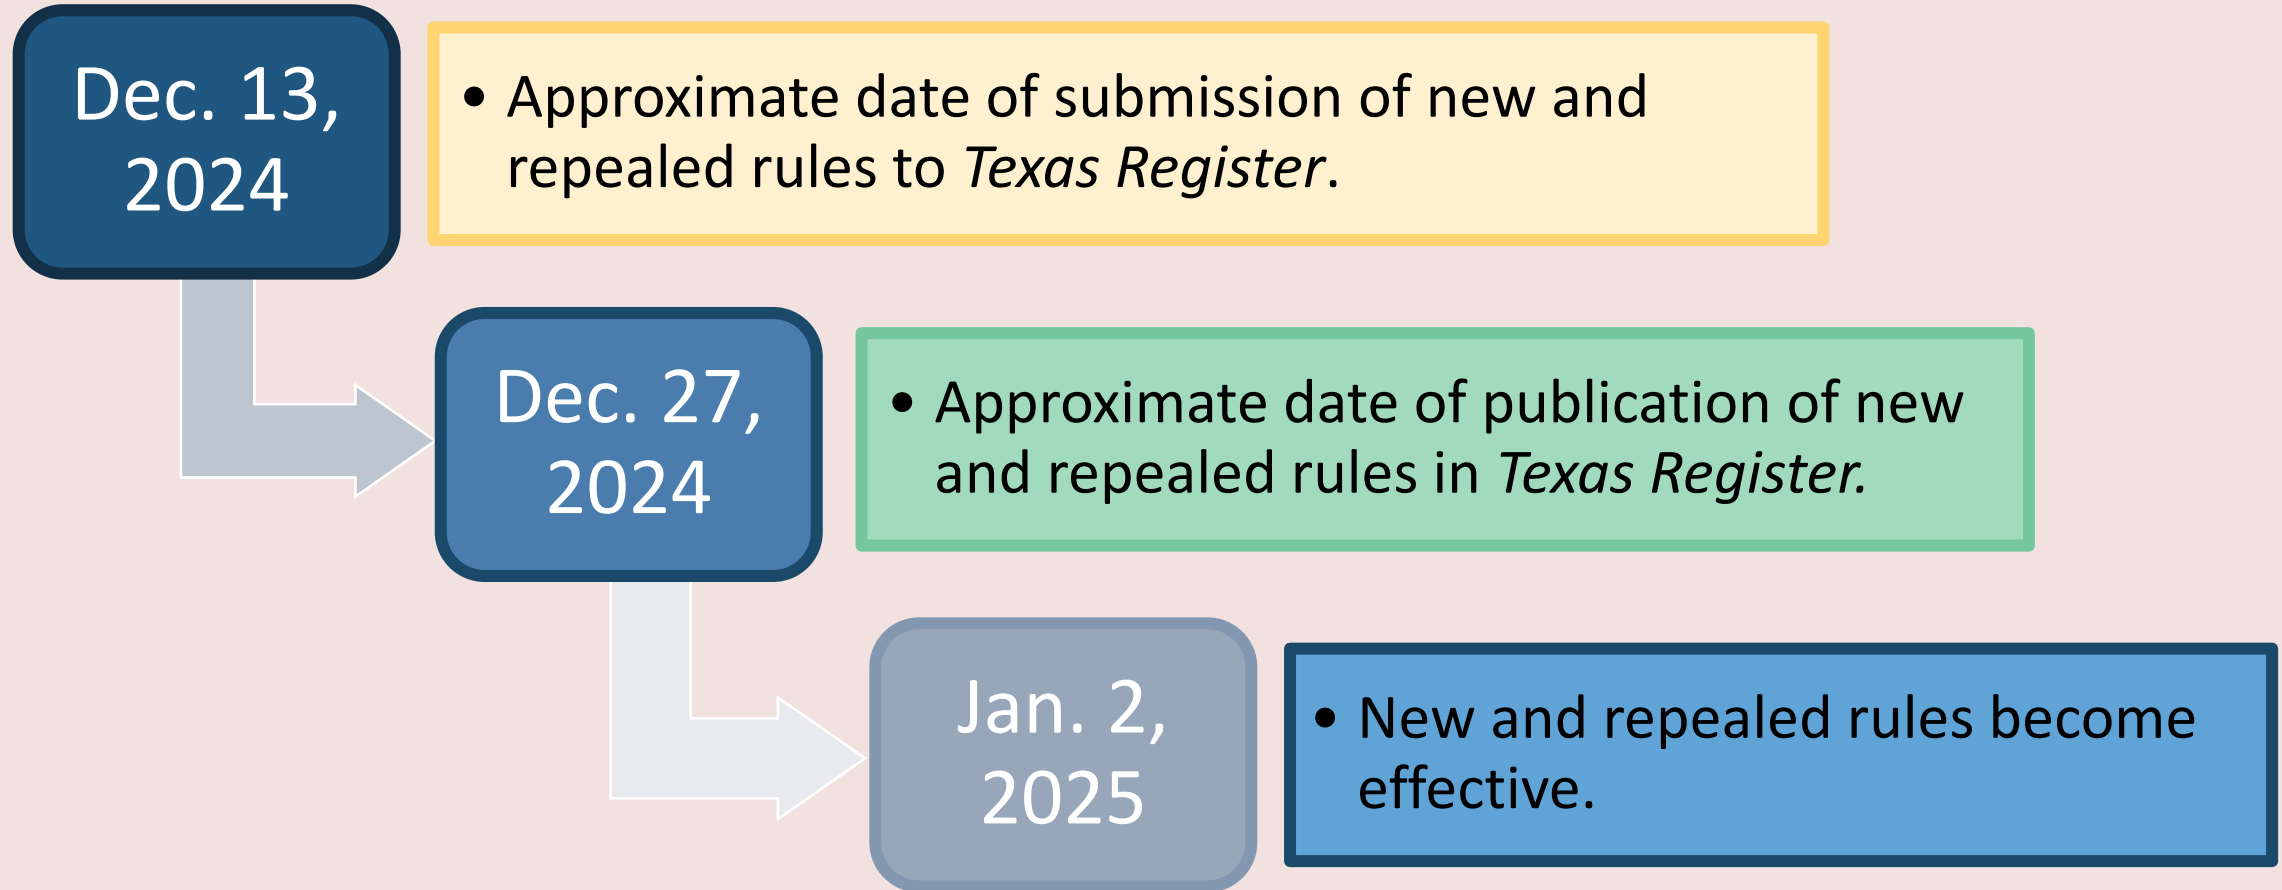 Dec. 13,
2024
• Approximate date of submission of new and
repealed rules to Texas Register.
Dec. 27,
2024
• Approximate date of publication of new
and repealed rules in Texas Register.
Jan. 2,
2025
• New and repealed rules become
effective.